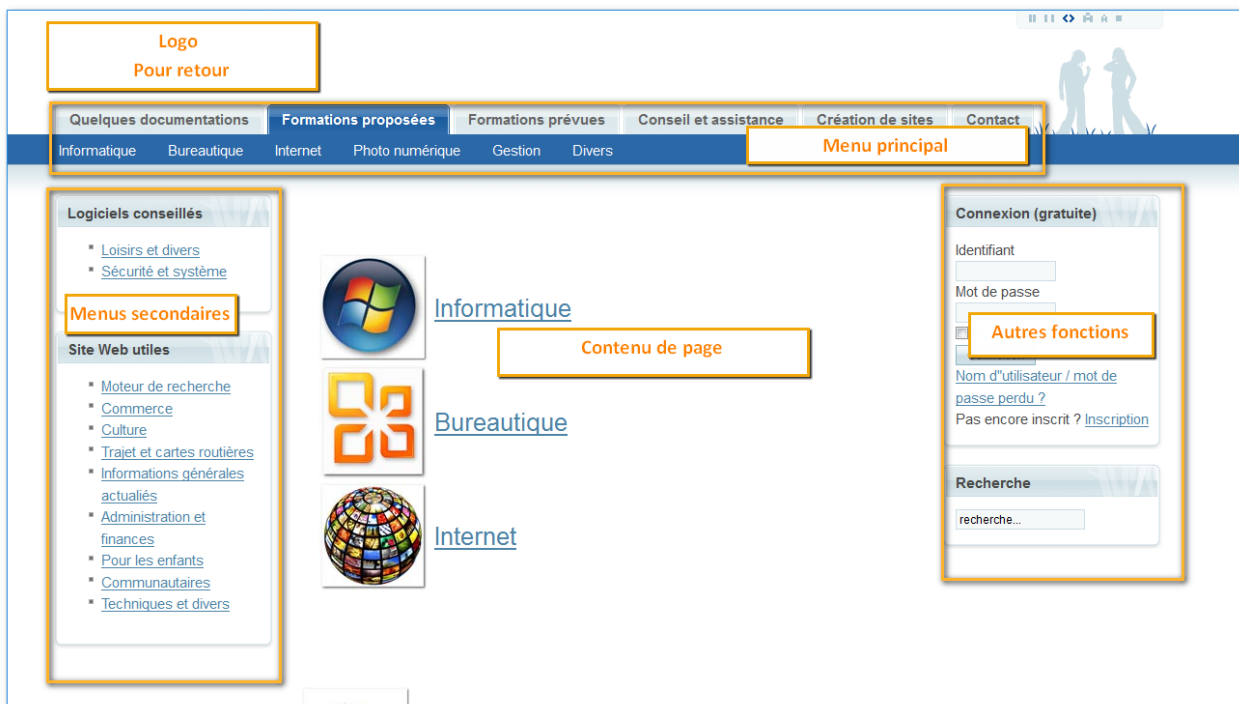 Logo
Pour retour
Quelques documentations Formations proposées Formations prévues Conseil et assistance Création de sites Contact
Informatique Bureautique Internet Photo numérique Gestion Divers
Menu principal
Logiciels conseillés
Loisirs et divers
Sécurité et système
Menus secondaires
Site Web utiles
Moteur de recherche
Commerce
Culture
Trajet et cartes routières
Informations générales
actualiés
Administration et
finances
Pour les enfants
Communautaires
Techniques et divers
Informatique
Contenu de page
Bureautique
Internet
Connexion (gratuite)
Identifiant
Mot de passe
Autres fonctions
Nom d"utilisateur / mot de
passe perdu ?
Pas encore inscrit ? Inscription
Recherche
recherche...